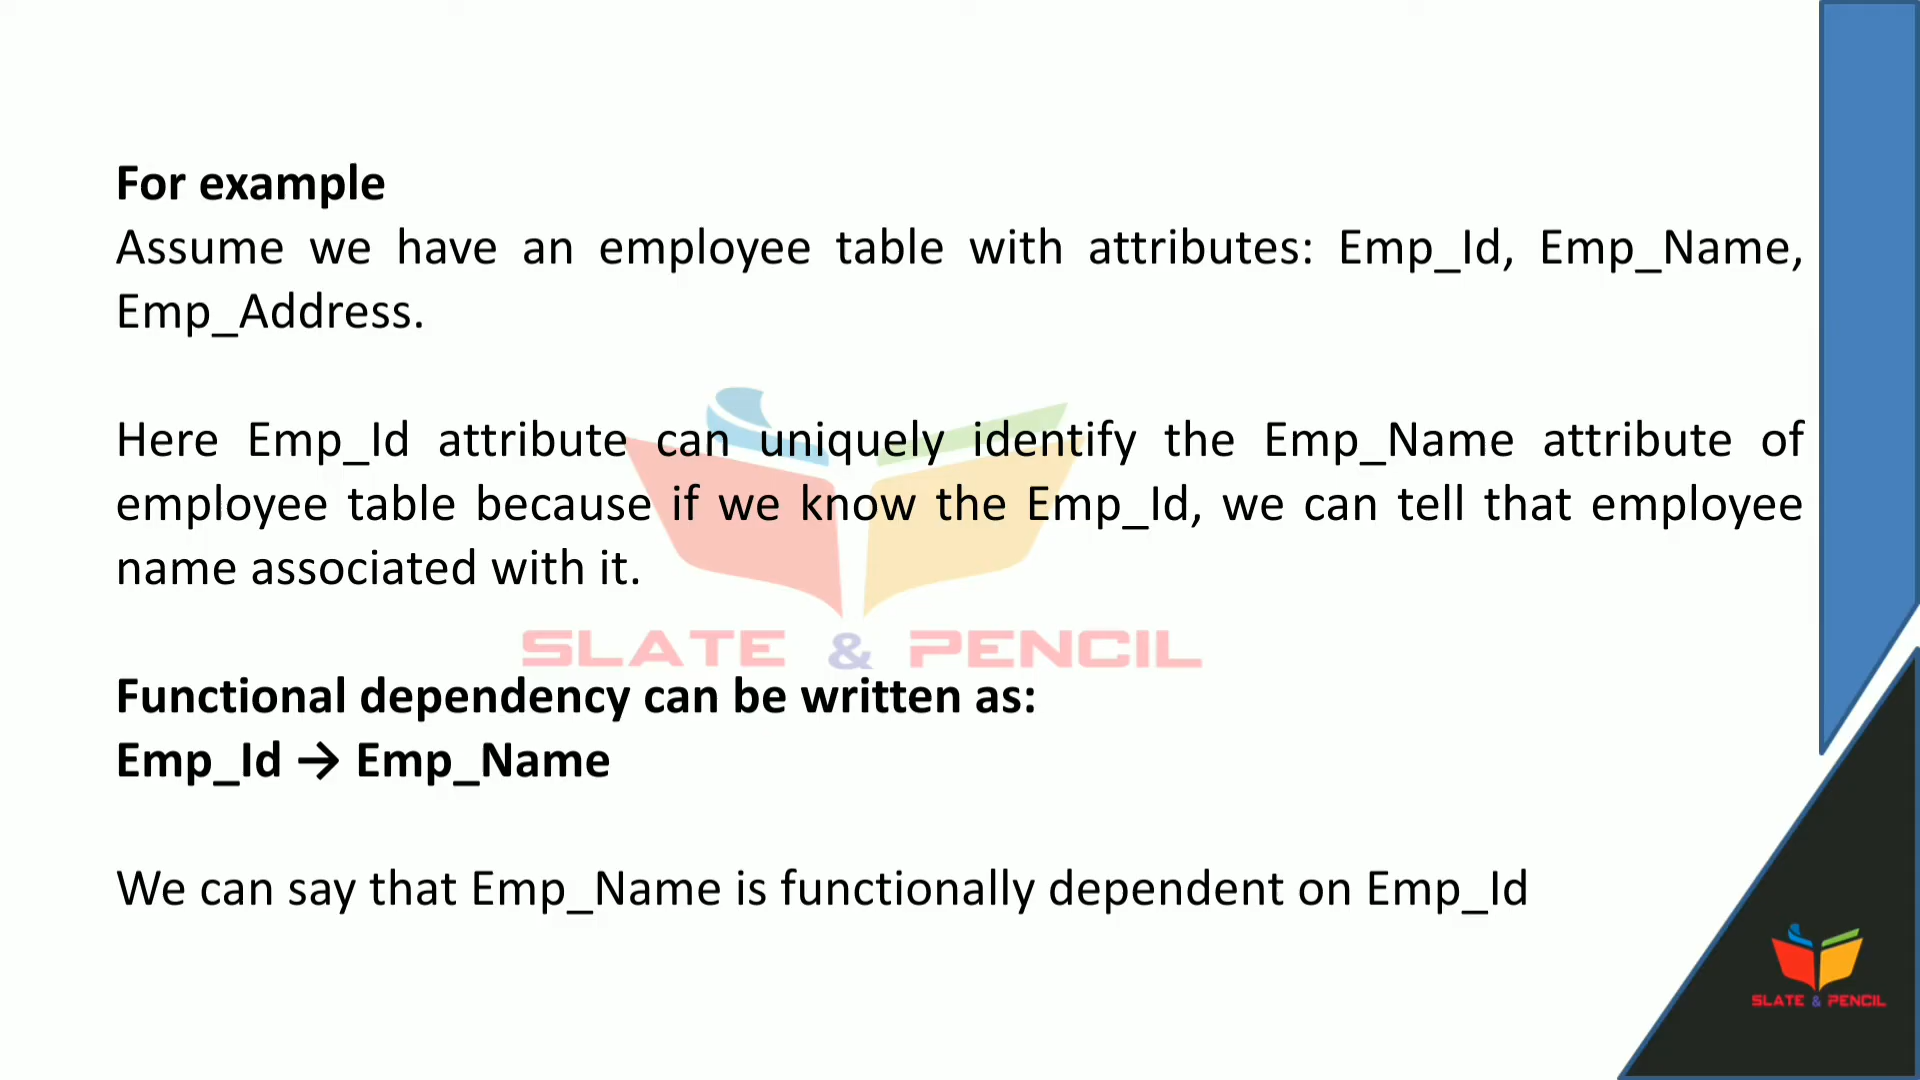 For example
Assume we have an employee table with attributes: Emp_Id, Emp_Name,
Emp_Address.
Here Emp_Id attribute can uniquely identify the Emp_Name attribute of
employee table because if we know the Emp_Id, we can tell that employee
name associated with it.
SLATE & PENCIL
Functional dependency can be written as:
Emp_Id → Emp_Name
We can say that Emp_Name is functionally dependent on Emp_Id
SLATE & PENCIL